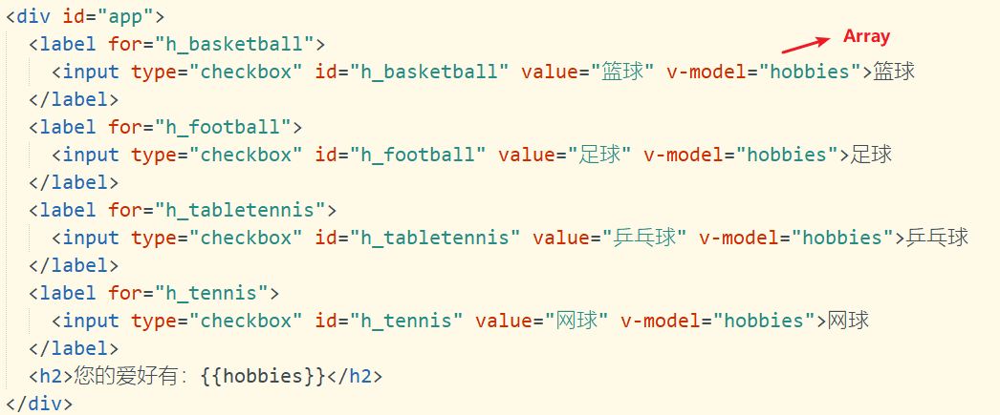 <div id="app">
Array
<label for="h_basketball">
<input type="checkbox" id="h_basketball" value="篮球" v-model="hobbies">篮球
</label>
<label for="h_football">
<input type="checkbox" id="h_football" value="足球" v-model="hobbies">足球
</label>
<label for="h_tabletennis">
<input type="checkbox" id="h_tabletennis" value="乒乓球" v-model="hobbies">乒乓球
</label>
<label for="h_tennis">
<input type="checkbox" id="h_tennis" value="网球" v-model="hobbies">网球
</label>
<h2>您的爱好有: {{hobbies}}</h2>
</div>